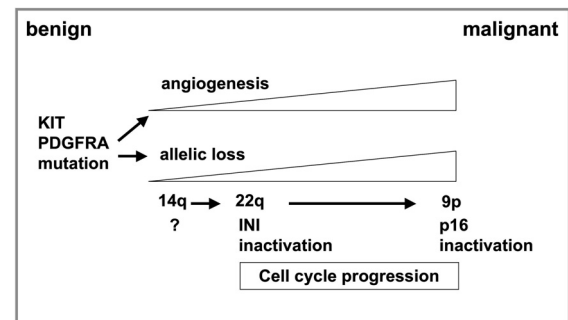 benign malignant
angiogenesis
KIT
PDGFRA
mutation
allelic loss
14q 22q 9p
? INI p16
inactivation inactivation
Cell cycle progression